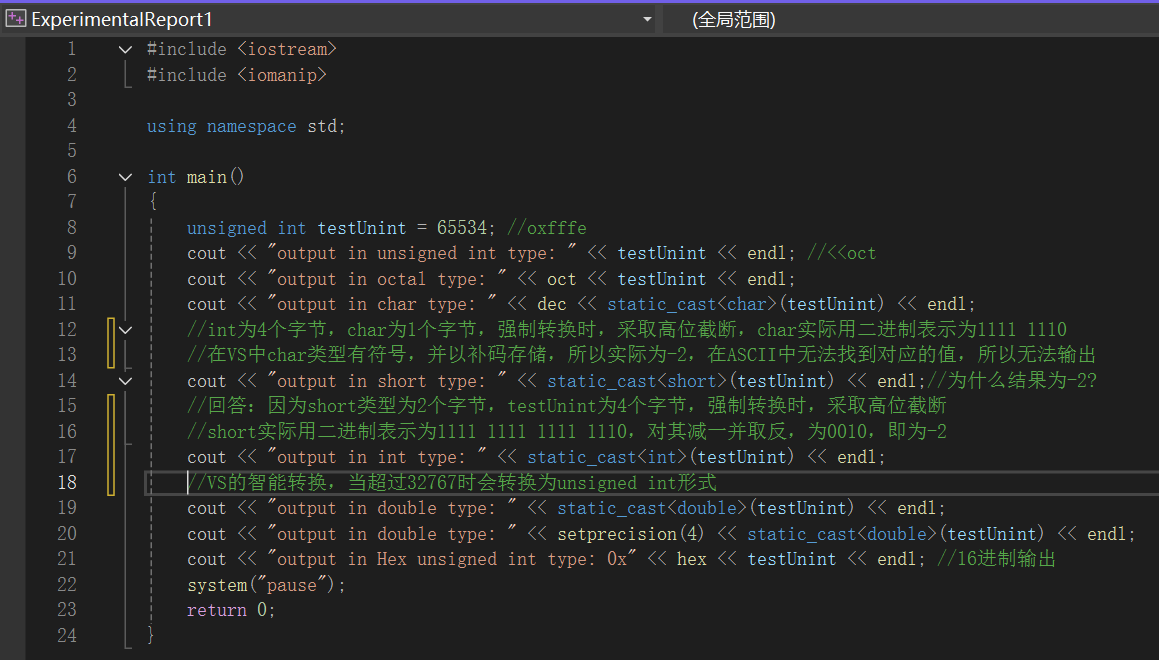 ExperimentalReport1 (全局范围)
1 #include <iostream>
2 #include <iomanip>
3
4 using namespace std;
5
6 int main()
7 {
8 unsigned int testUnint = 65534; //oxfffe
9 cout << "output in unsigned int type: " << testUnint << endl; //<<oct
10 cout << "output in octal type: " << oct << testUnint << endl;
11 cout << "output in char type: " << dec << static_cast<char>(testUnint) << endl;
12 //int为4个字节，char为1个字节，强制转换时，采取高位截断，char实际用二进制表示为1111 1110
13 //在VS中char类型有符号，并以补码存储，所以实际为-2，在ASCII中无法找到对应的值，所以无法输出
14 cout << "output in short type: " << static_cast<short>(testUnint) << endl;//为什么结果为-2?
15 //回答：因为short类型为2个字节，testUnint为4个字节，强制转换时，采取高位截断
16 //short实际用二进制表示为1111 1111 1111 1110，对其减一并取反，为0010，即为-2
17 cout << "output in int type: " << static_cast<int>(testUnint) << endl;
18 //VS的智能转换，当超过32767时会转换为unsigned int形式
19 cout << "output in double type: " << static_cast<double>(testUnint) << endl;
20 cout << "output in double type: " << setprecision(4) << static_cast<double>(testUnint) << endl;
21 cout << "output in Hex unsigned int type: 0x" << hex << testUnint << endl; //16进制输出
22 system("pause");
23 return 0;
24 }